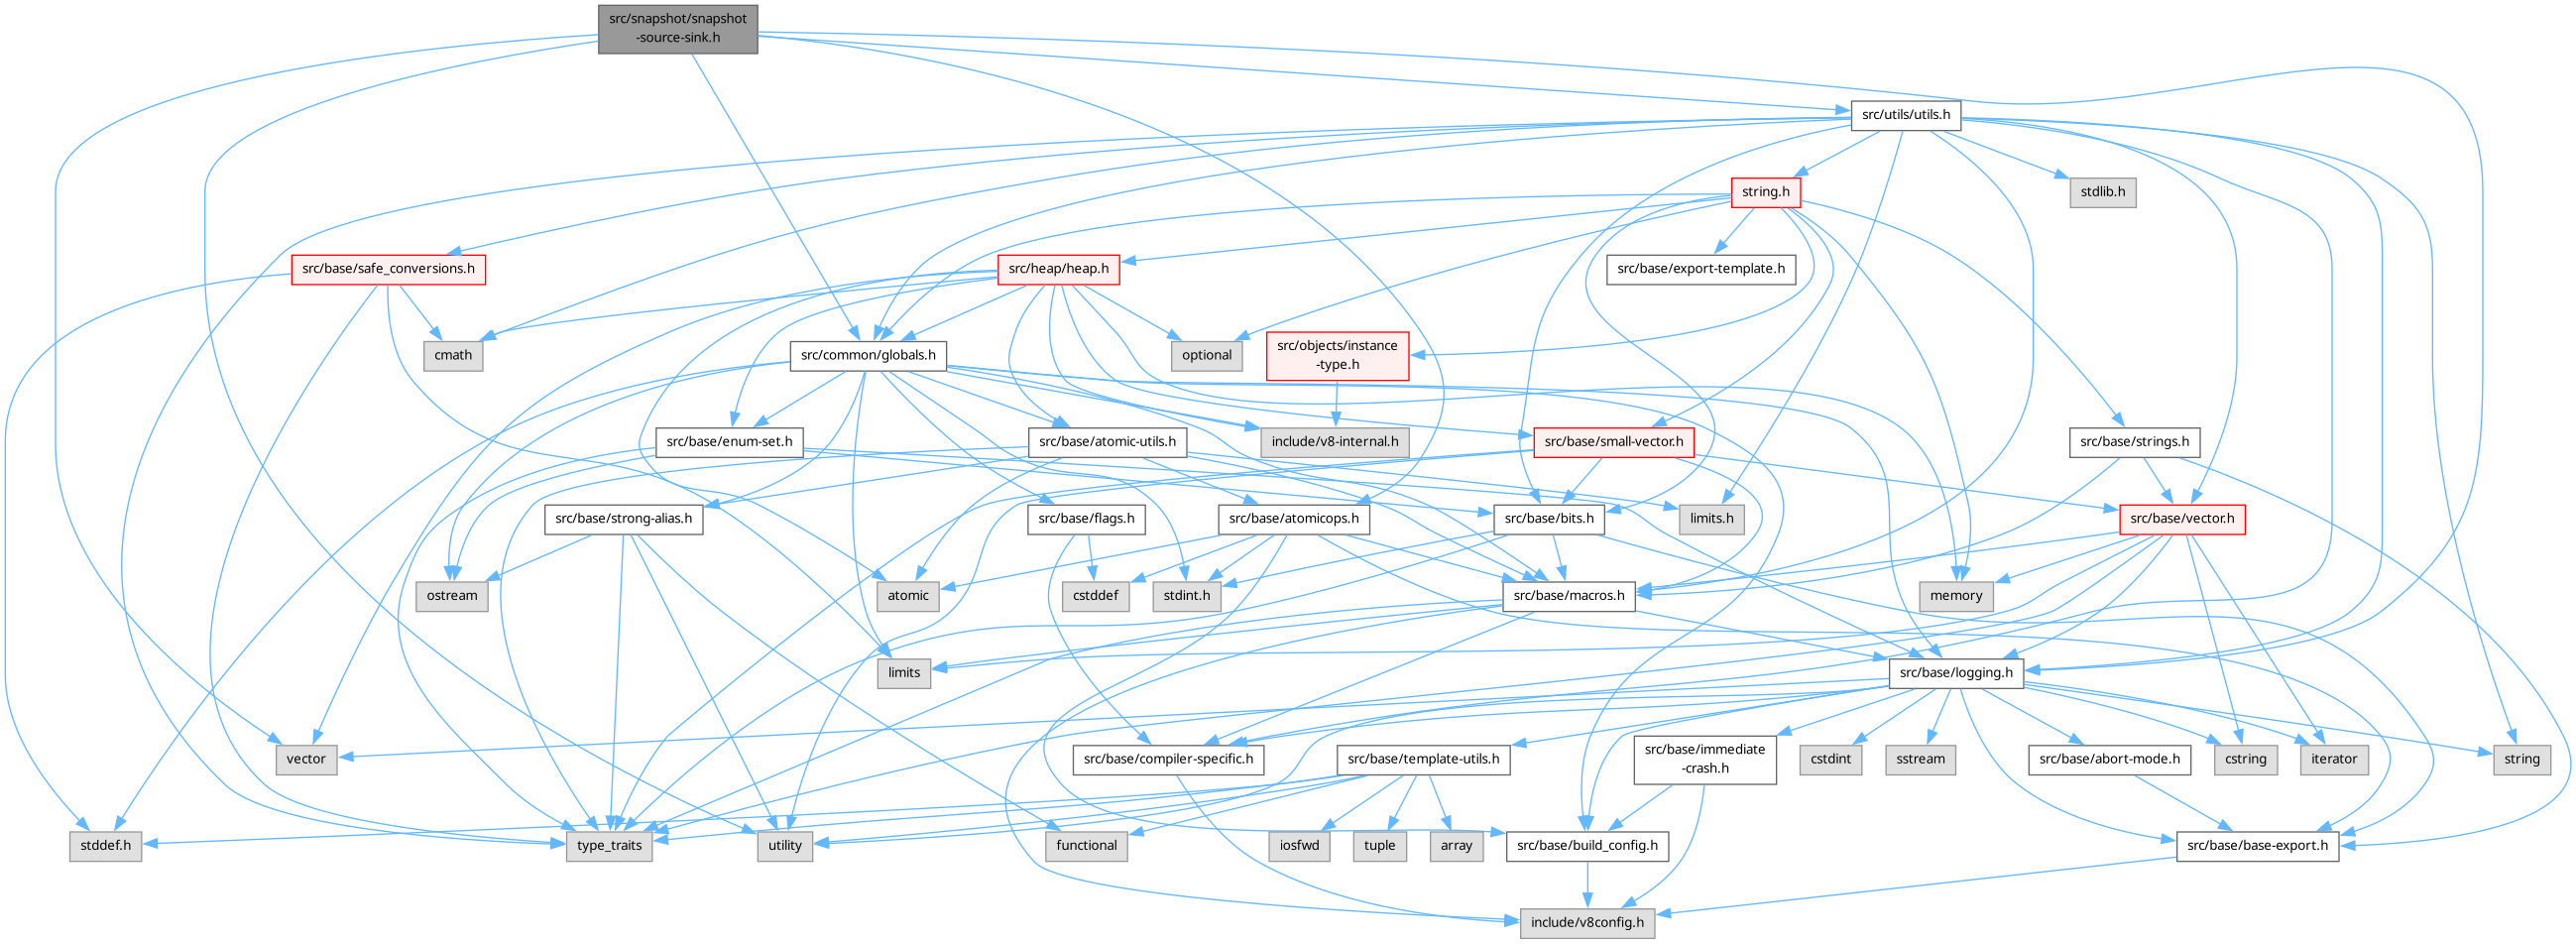 src/snapshot/snapshot
-source-sink.h
src/utils/utils.h
string.h
stdlib.h
src/base/safe_conversions.h
src/heap/heap.h
src/base/export-template.h
cmath
src/common/globals.h
optional
src/objects/instance
-type.h
src/base/enum-set.h
src/base/atomic-utils.h
include/v8-internal.h
src/base/small-vector.h
src/base/strings.h
src/base/strong-alias.h
src/base/flags.h
src/base/atomicops.h
src/base/bits.h
limits.h
src/base/vector.h
ostream
atomic
cstddef
stdint.h
src/base/macros.h
memory
limits
src/base/logging.h
vector
src/base/compiler-specific.h
src/base/template-utils.h
src/base/immediate
-crash.h
cstdint
sstream
src/base/abort-mode.h
cstring
iterator
string
stddef.h
type_traits
utility
functional
iosfwd
tuple
array
src/base/build_config.h
src/base/base-export.h
include/v8config.h